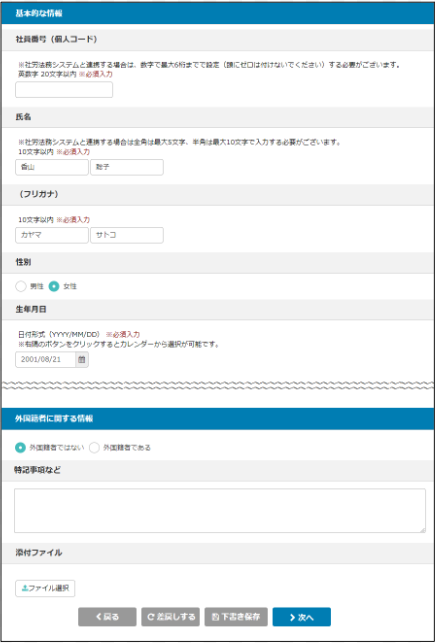 基本的な情報
社員番号（個人コード）
※社労法務システムと連携する場合は、数字で最大6桁までで設定（頭にゼロは付けないでください）する必要がございます。
英数字 20文字以内 ※必須入力
氏名
※社労法務システムと連携する場合は全角は最大5文字、半角は最大10文字で入力する必要がございます。
10文字以内 ※必須入力
香山 聡子
（フリガナ）
10文字以内 ※必須入力
カヤマ サトコ
性別
男性 女性
生年月日
日付形式（YYYY/MM/DD） ※必須入力
※右隣のボタンをクリックするとカレンダーから選択が可能です。
2001/08/21
外国籍者に関する情報
外国籍者ではない 外国籍者である
特記事項など
添付ファイル
ファイル選択
戻る 差戻しする 下書き保存 次へ